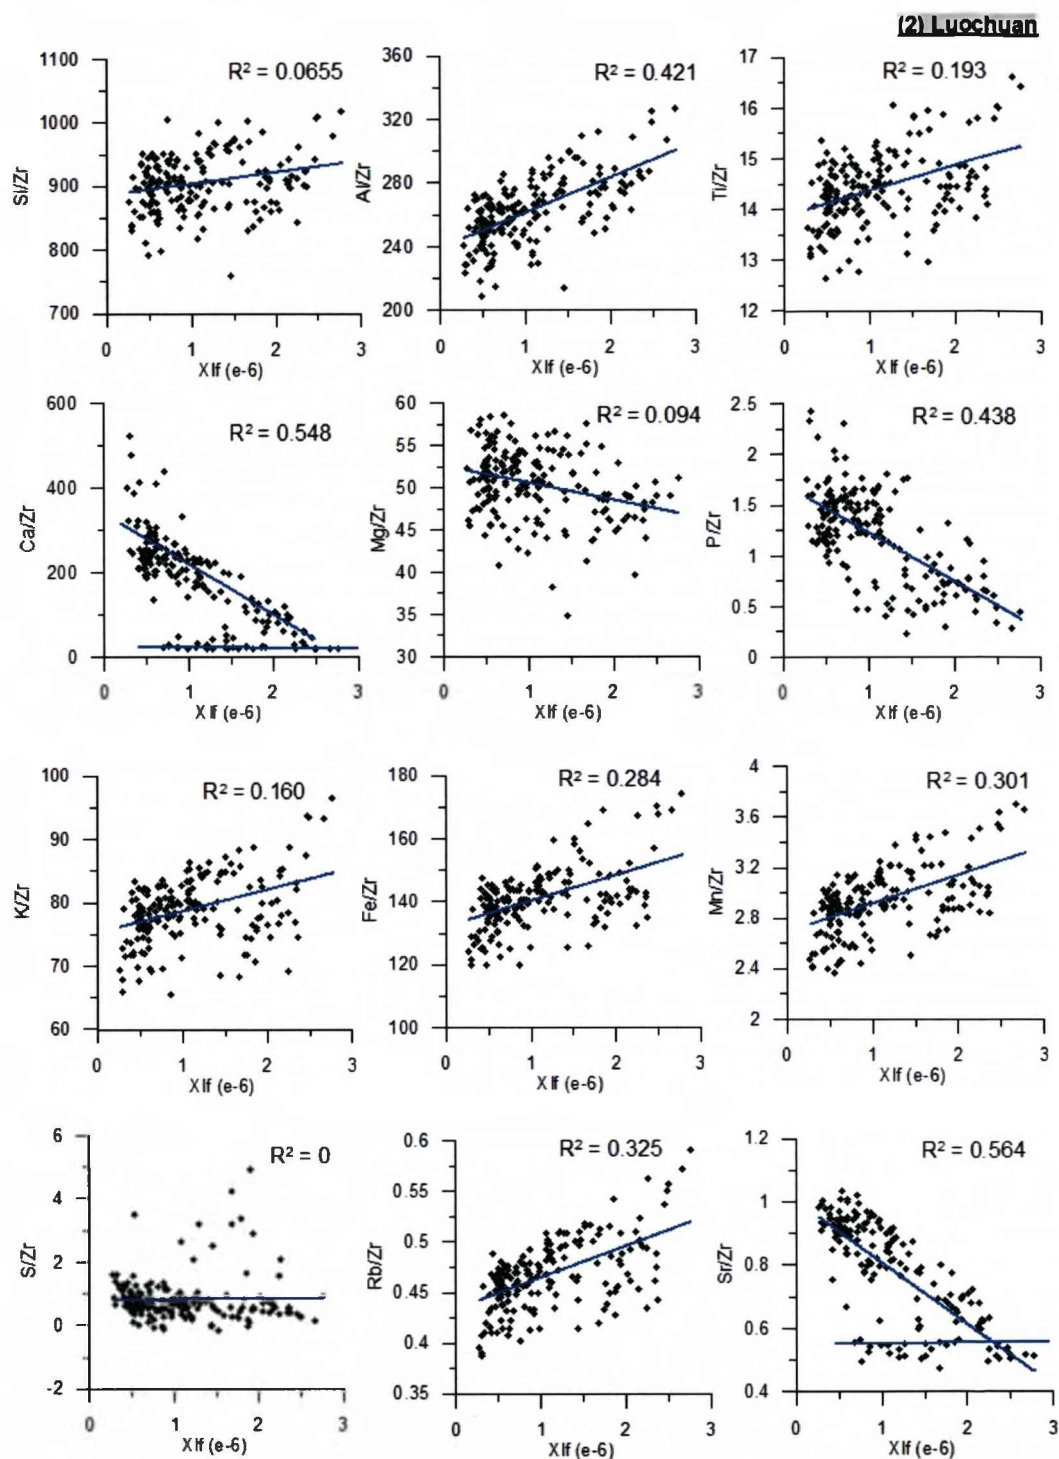 (2) Luochuan
R² = 0.0655
1100
1000
900
800
700
Si/Zr
0 1 2 3
Xlf (e-6)
R² = 0.421
360
320
280
240
200
Al/Zr
0 1 2 3
Xlf (e-6)
R² = 0.193
17
16
15
14
13
12
Ti/Zr
0 1 2 3
Xlf (e-6)
R² = 0.548
600
400
200
0
Ca/Zr
0 1 2 3
Xlf (e-6)
R² = 0.094
60
55
50
45
40
35
30
Mg/Zr
0 1 2 3
Xlf (e-6)
R² = 0.438
2.5
2
1.5
1
0.5
0
P/Zr
0 1 2 3
Xlf (e-6)
R² = 0.160
100
90
80
70
60
K/Zr
0 1 2 3
Xlf (e-6)
R² = 0.284
180
160
140
120
100
Fe/Zr
0 1 2 3
Xlf (e-6)
R² = 0.301
4
3.6
3.2
2.8
2.4
2
Mn/Zr
0 1 2 3
Xlf (e-6)
R² = 0
6
4
2
0
-2
S/Zr
0 1 2 3
Xlf (e-6)
R² = 0.325
0.6
0.55
0.5
0.45
0.4
0.35
Rb/Zr
0 1 2 3
Xlf (e-6)
R² = 0.564
1.2
1
0.8
0.6
0.4
Sr/Zr
0 1 2 3
Xlf (e-6)